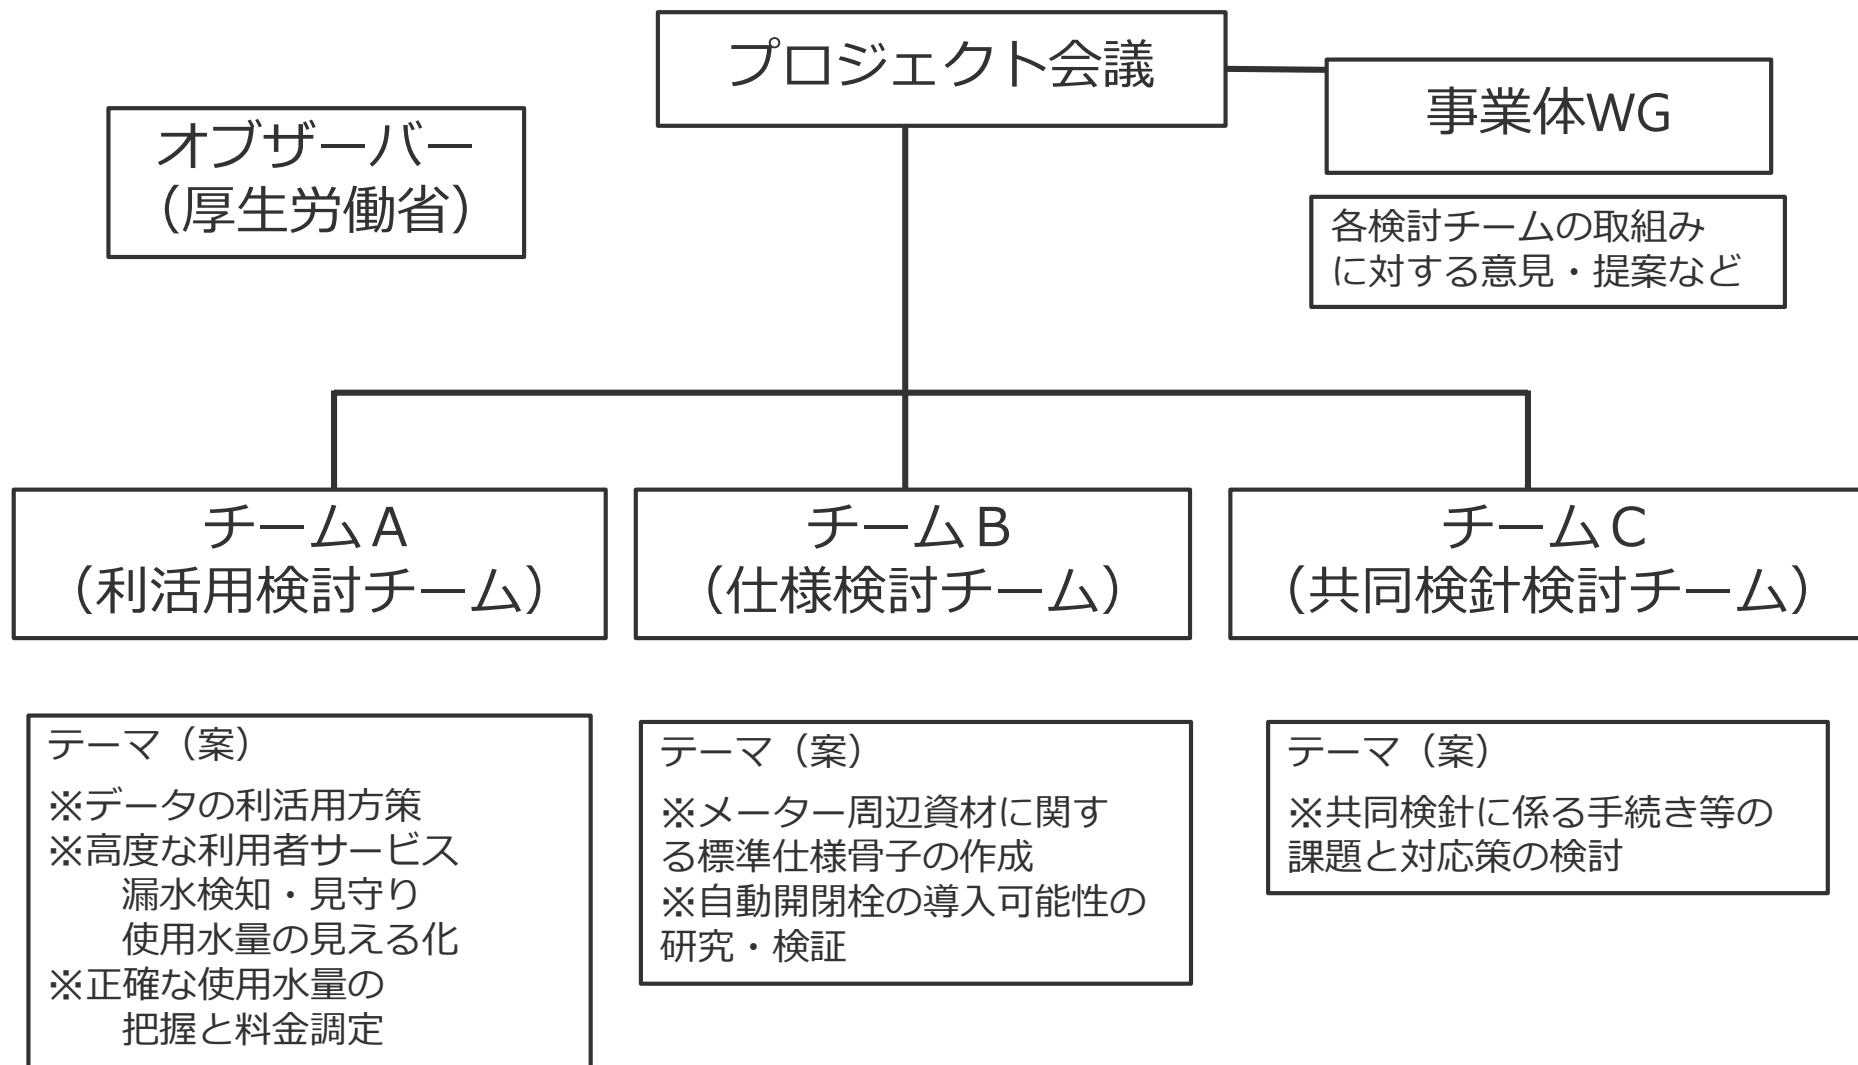 プロジェクト会議
事業体WG
オブザーバー
（厚生労働省）
各検討チームの取組み
に対する意見・提案など
チームA
（利活用検討チーム）
チームB
（仕様検討チーム）
チームC
（共同検針検討チーム）
テーマ（案）
※データの利活用方策
※高度な利用者サービス
漏水検知・見守り
使用水量の見える化
※正確な使用水量の
把握と料金調定
テーマ（案）
※メーター周辺資材に関す
る標準仕様骨子の作成
※自動開閉栓の導入可能性の
研究・検証
テーマ（案）
※共同検針に係る手続き等の
課題と対応策の検討